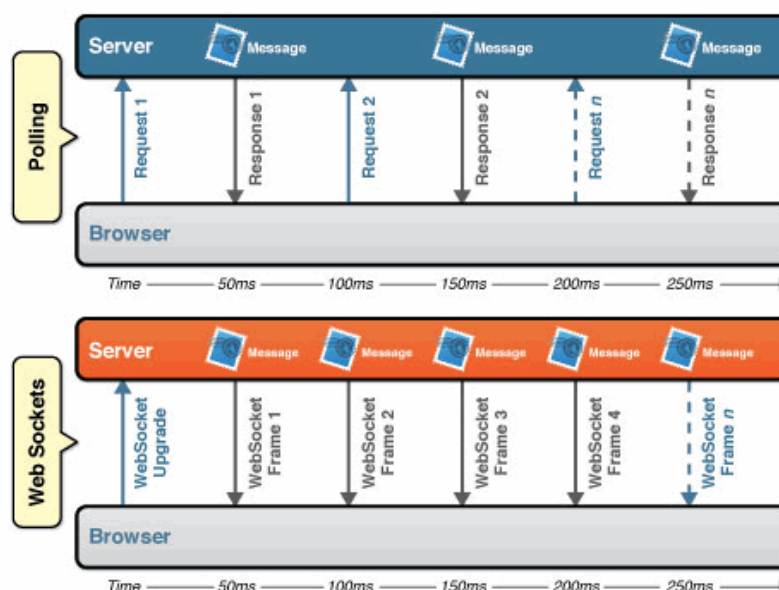 Polling
Server
Message
Message
Message
Request 1
Response 1
Request 2
Response 2
Request n
Response n
Browser
Time 50ms 100ms 150ms 200ms 250ms
Web Sockets
Server
Message
Message
Message
Message
Message
WebSocket
Upgrade
WebSocket
Frame 1
WebSocket
Frame 2
WebSocket
Frame 3
WebSocket
Frame 4
WebSocket
Frame n
Browser
Time 50ms 100ms 150ms 200ms 250ms